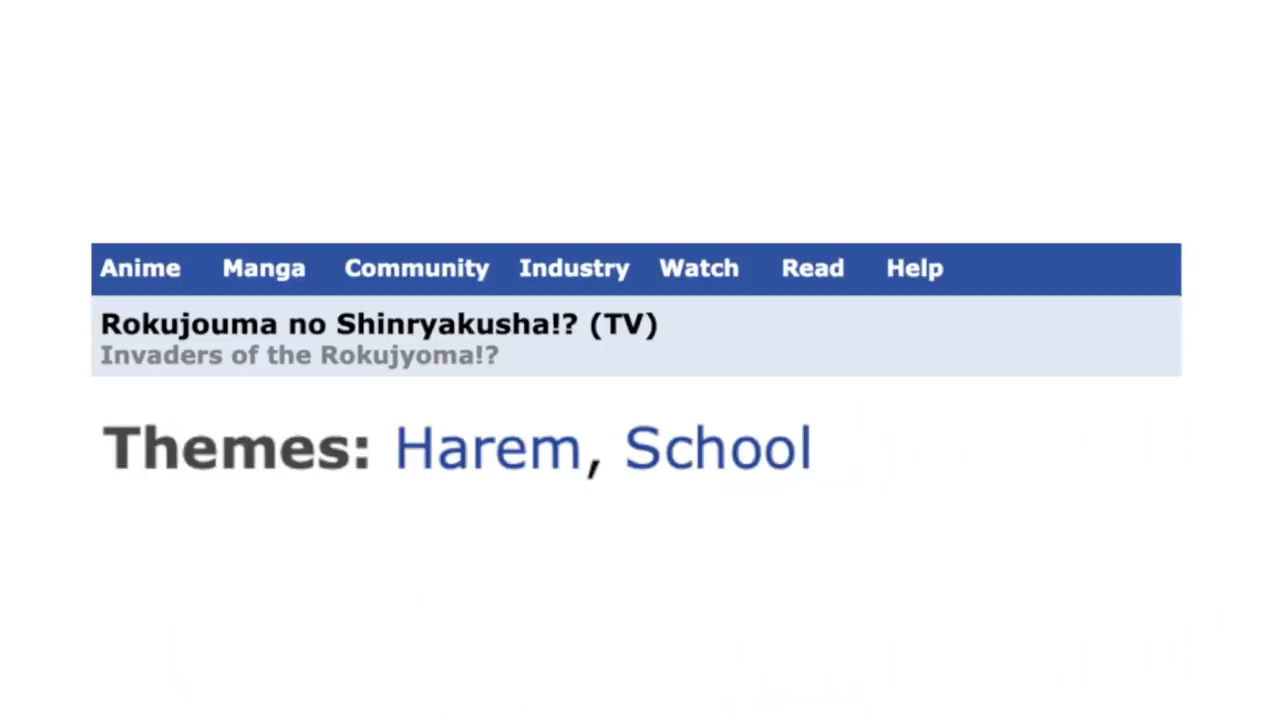 Anime Manga Community Industry Watch Read Help
Rokujouma no Shinryakusha!? (TV)
Invaders of the Rokujyoma!?
Themes: Harem, School